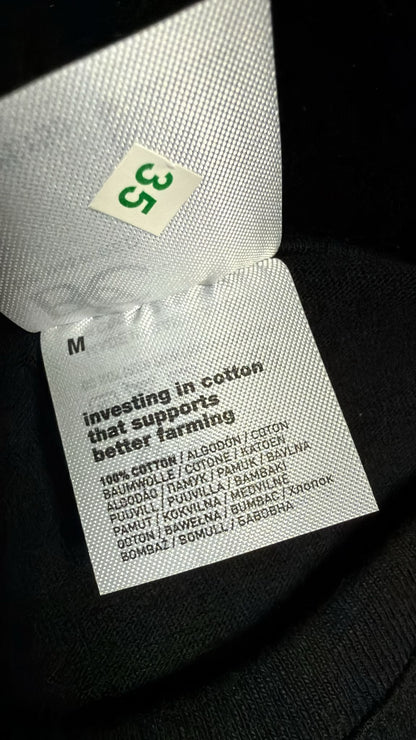 35
M
investing in cotton
that supports
better farming
100% COTTON / ALGODÓN / COTON
BAUMWOLLE / COTONE / KATOEN
ALGODÃO / ПАМУК / PAMUK / BAVLNA
PUUVILL / PUUVILLA / BAMBAKI
PAMUT / KOKVILNA / MEDVILNĖ
OOTON / BAWEŁNA / BUMBAC / Хлопок
BOMBAŽ / BOMULL / БАВОВНА